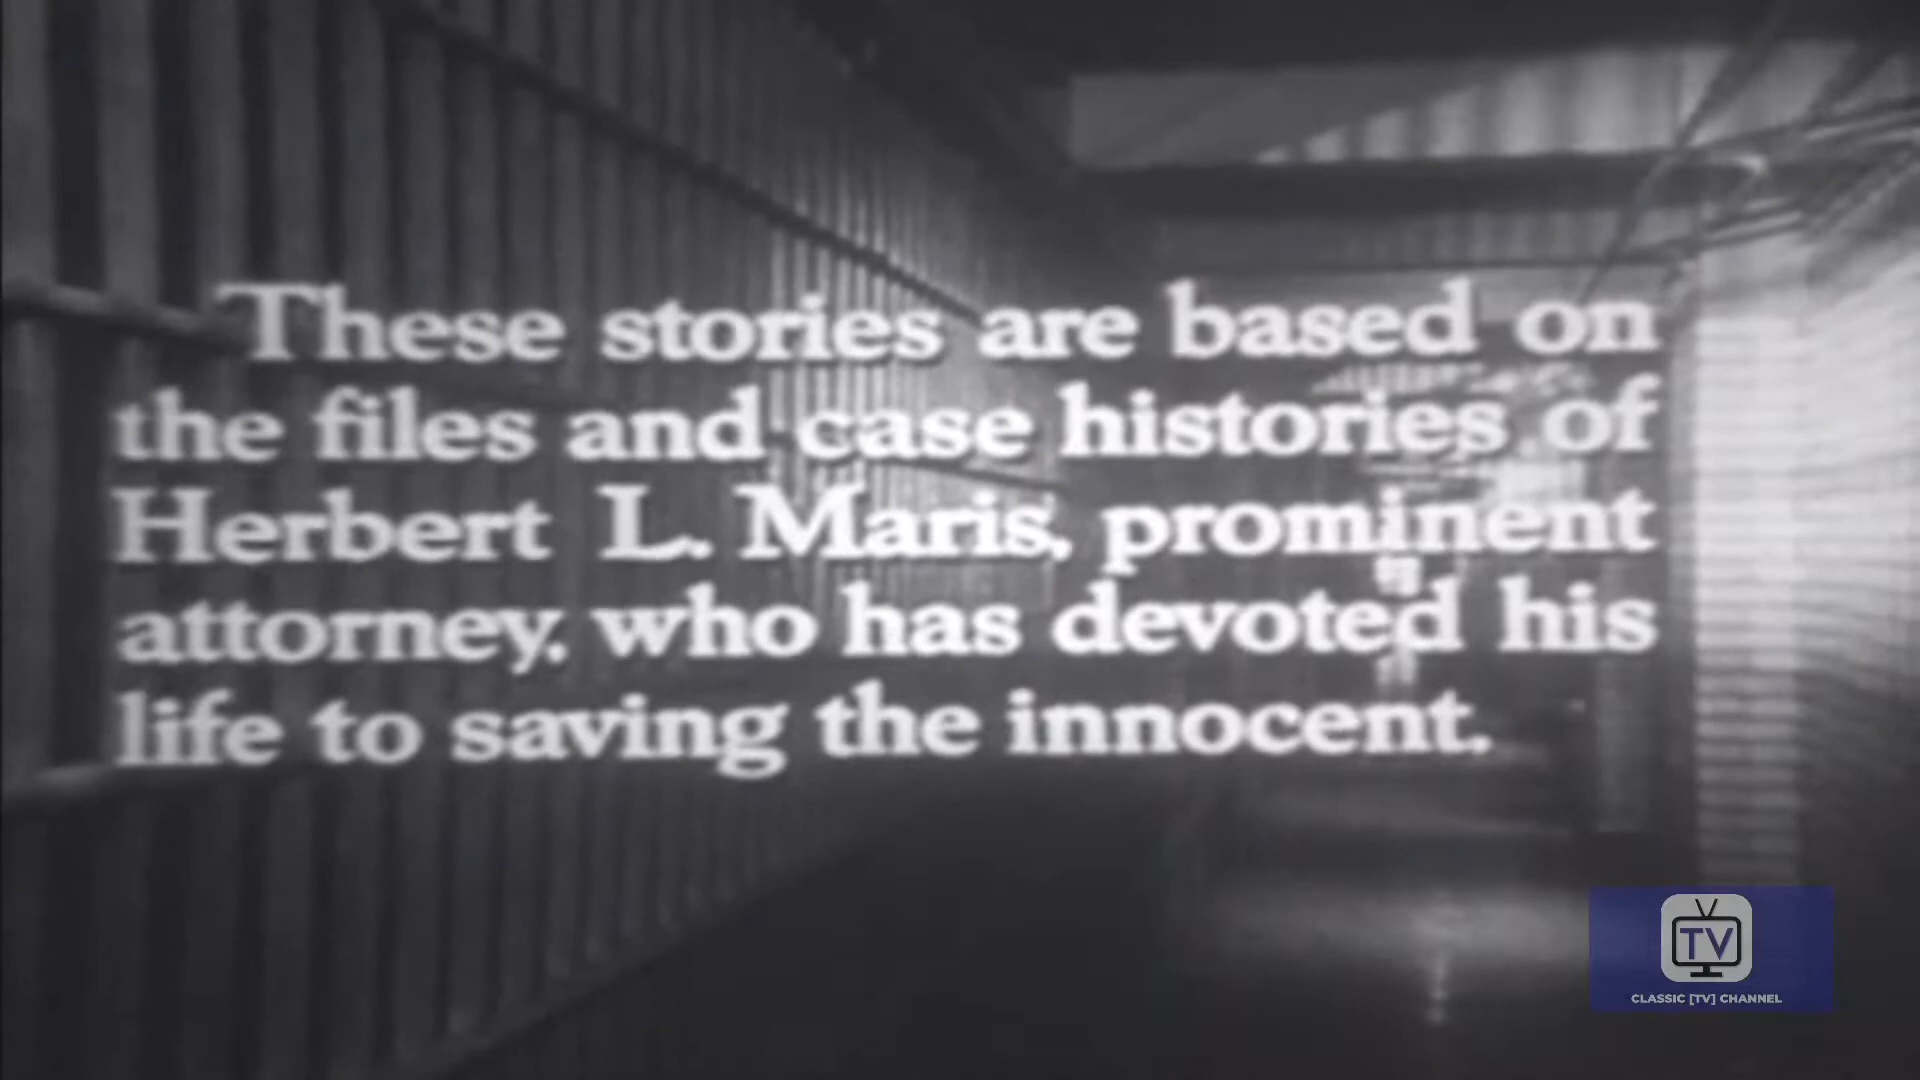 These stories are based on
the files and case histories of
Herbert L. Maris, prominent
attorney, who has devoted his
life to saving the innocent.
TV
CLASSIC [TV] CHANNEL